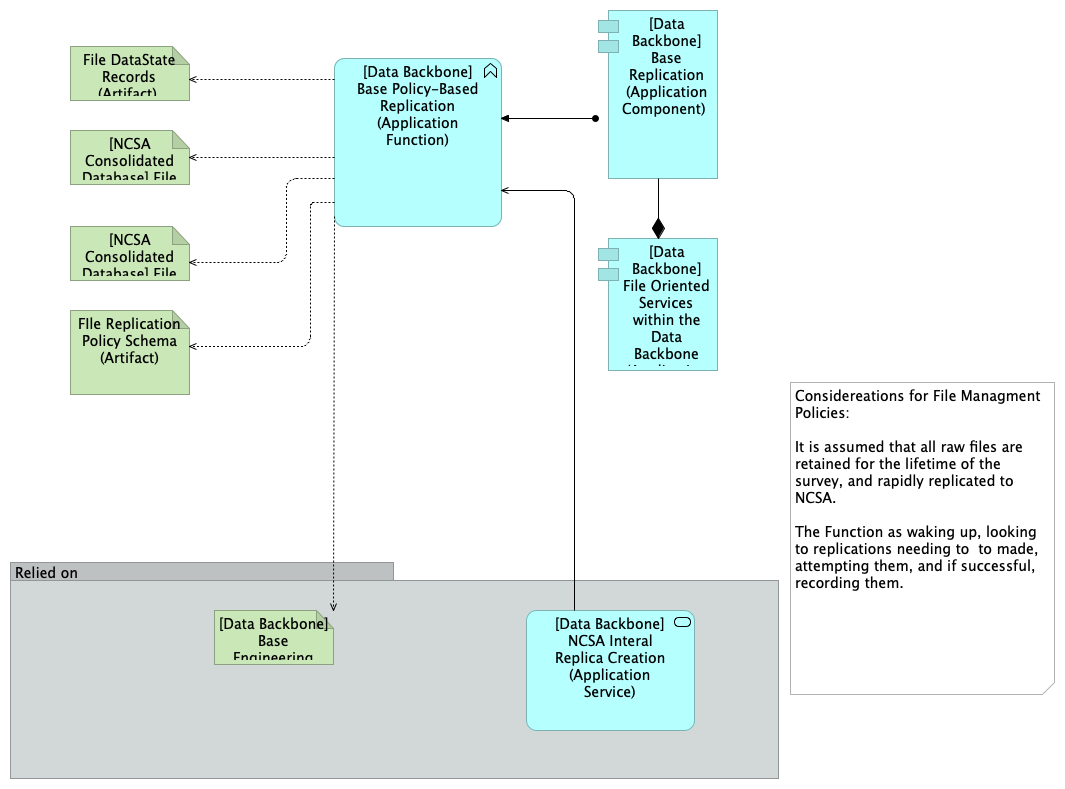 File DataState
Records
(Artifact)
[NCSA
Consolidated
Database] File
[NCSA
Consolidated
Database] File
FIle Replication
Policy Schema
(Artifact)
[Data Backbone]
Base Policy-Based
Replication
(Application
Function)
[Data
Backbone]
Base
Replication
(Application
Component)
[Data
Backbone]
File Oriented
Services
within the
Data
Backbone
Considereations for File Managment
Policies:
It is assumed that all raw files are
retained for the lifetime of the
survey, and rapidly replicated to
NCSA.
The Function as waking up, looking
to replications needing to  to made,
attempting them, and if successful,
recording them.
Relied on
[Data Backbone]
Base
Engineering
[Data Backbone]
NCSA Interal
Replica Creation
(Application
Service)